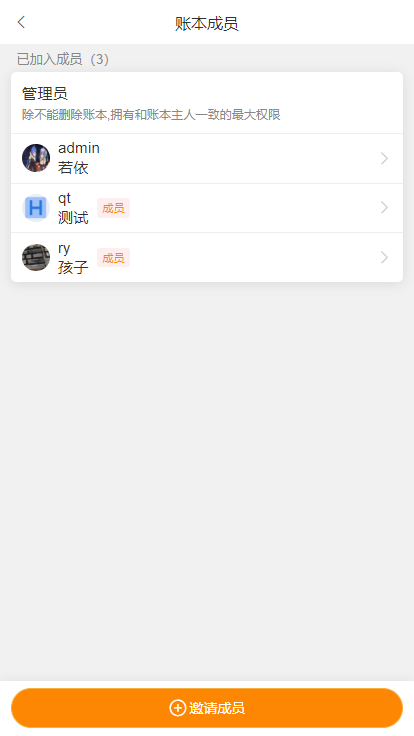 账本成员
已加入成员（3）
管理员
除不能删除账本,拥有和账本主人一致的最大权限
admin
若依
qt
测试 成员
ry
孩子 成员
邀请成员